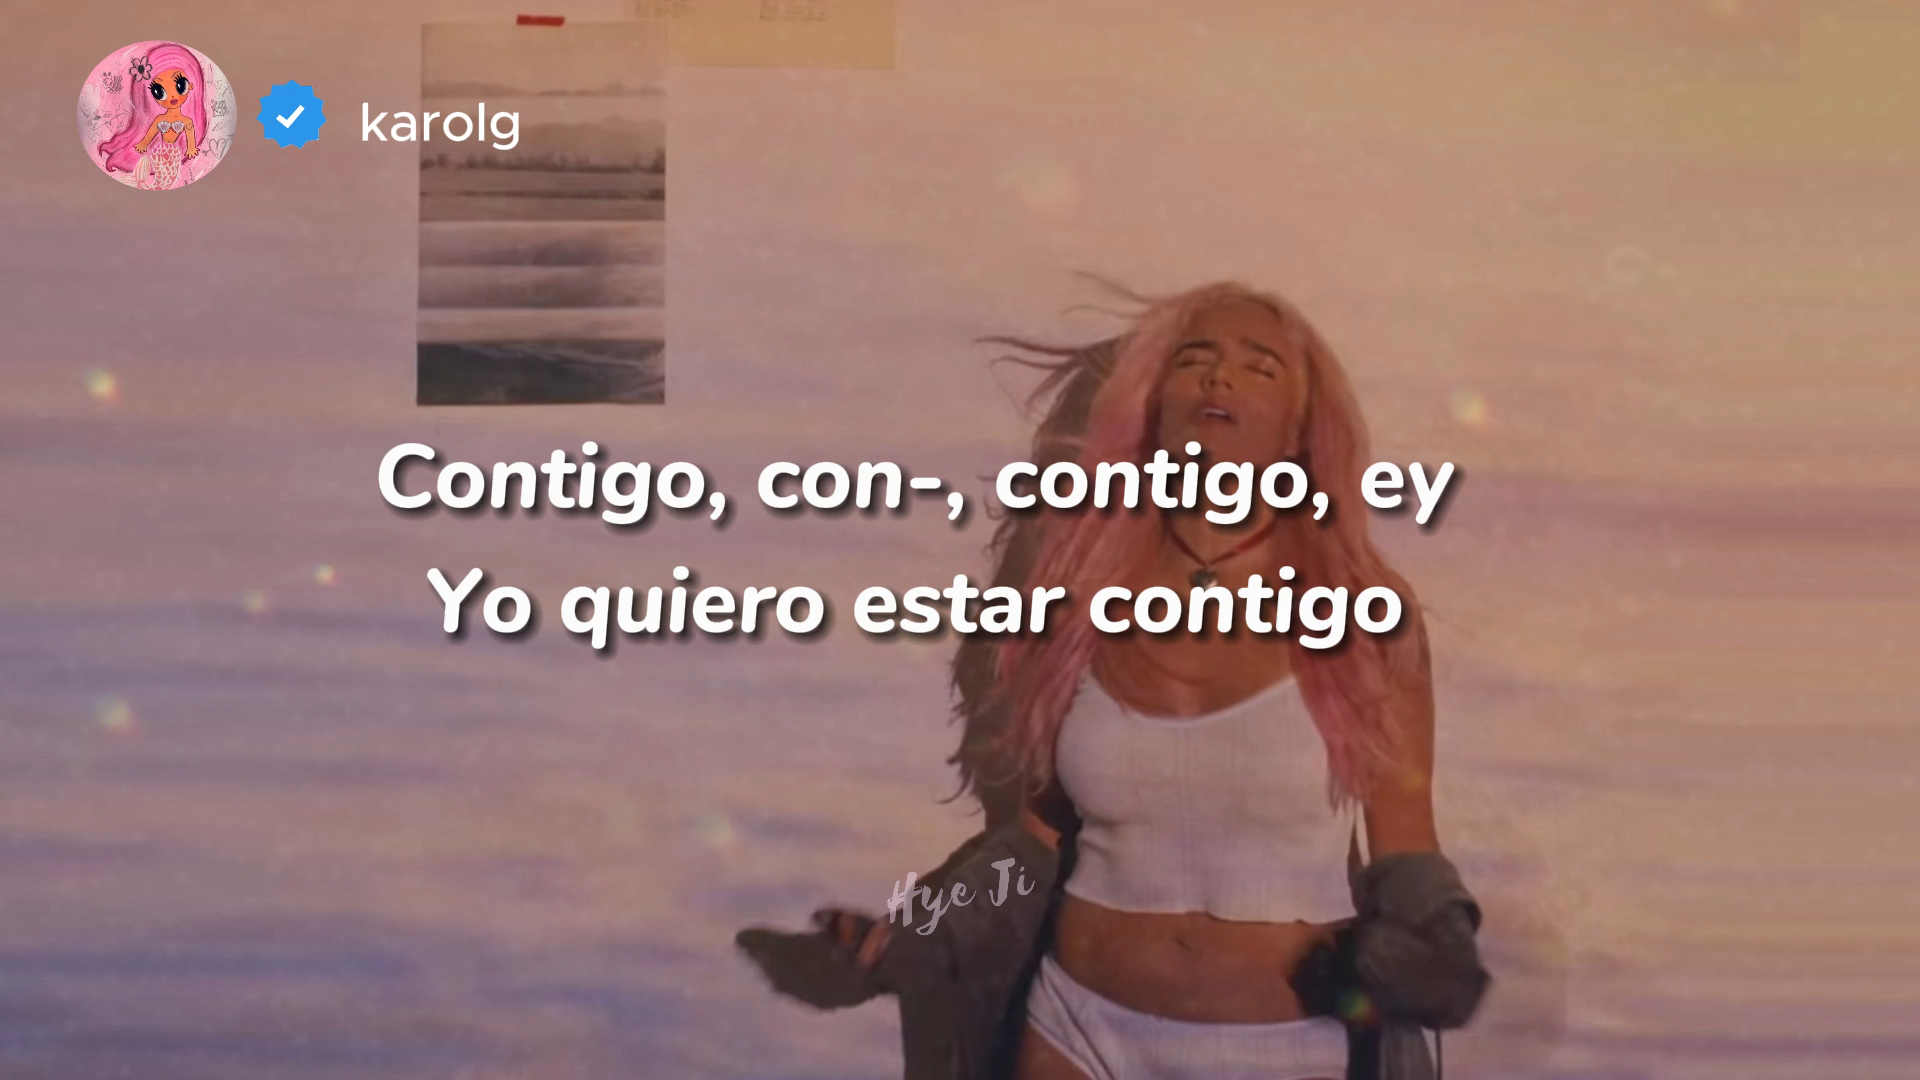 karolg
Contigo, con-, contigo, ey
Yo quiero estar contigo
Hye Ji